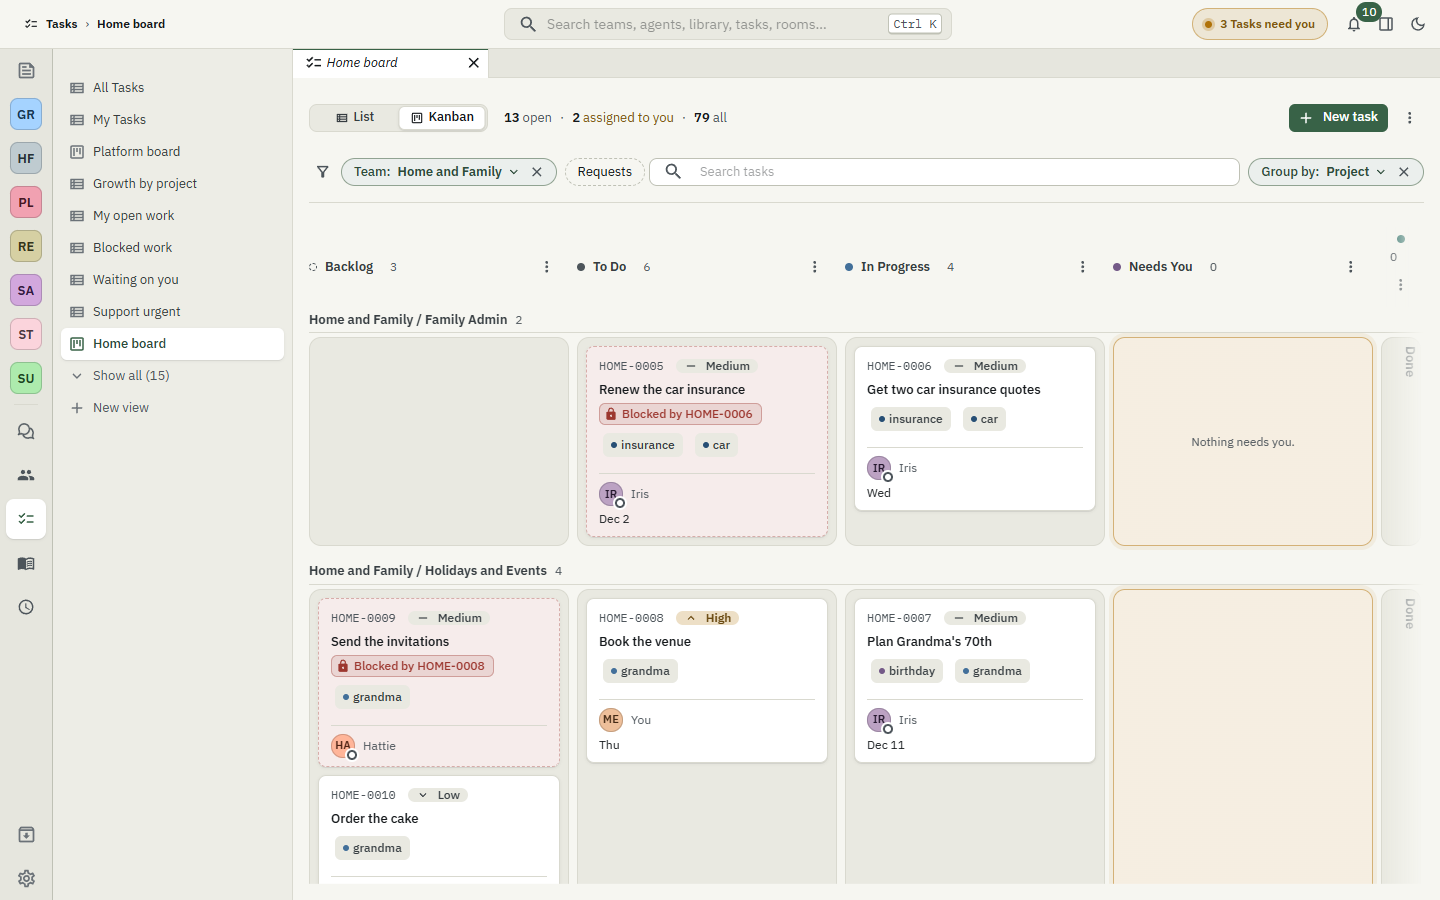 Tasks › Home board
Search teams, agents, library, tasks, rooms...
Ctrl K
3 Tasks need you
10
GR
HF
PL
RE
SA
ST
SU
All Tasks
My Tasks
Platform board
Growth by project
My open work
Blocked work
Waiting on you
Support urgent
Home board
Show all (15)
New view
Home board
List
Kanban
13 open · 2 assigned to you · 79 all
New task
Team: Home and Family
Requests
Search tasks
Group by: Project
Backlog 3
To Do 6
In Progress 4
Needs You 0
0
Home and Family / Family Admin 2
HOME-0005 Medium
Renew the car insurance
Blocked by HOME-0006
insurance car
IR Iris
Dec 2
HOME-0006 Medium
Get two car insurance quotes
insurance car
IR Iris
Wed
Nothing needs you.
Done
Home and Family / Holidays and Events 4
HOME-0009 Medium
Send the invitations
Blocked by HOME-0008
grandma
HA Hattie
HOME-0010 Low
Order the cake
grandma
HOME-0008 High
Book the venue
grandma
ME You
Thu
HOME-0007 Medium
Plan Grandma's 70th
birthday grandma
IR Iris
Dec 11
Done